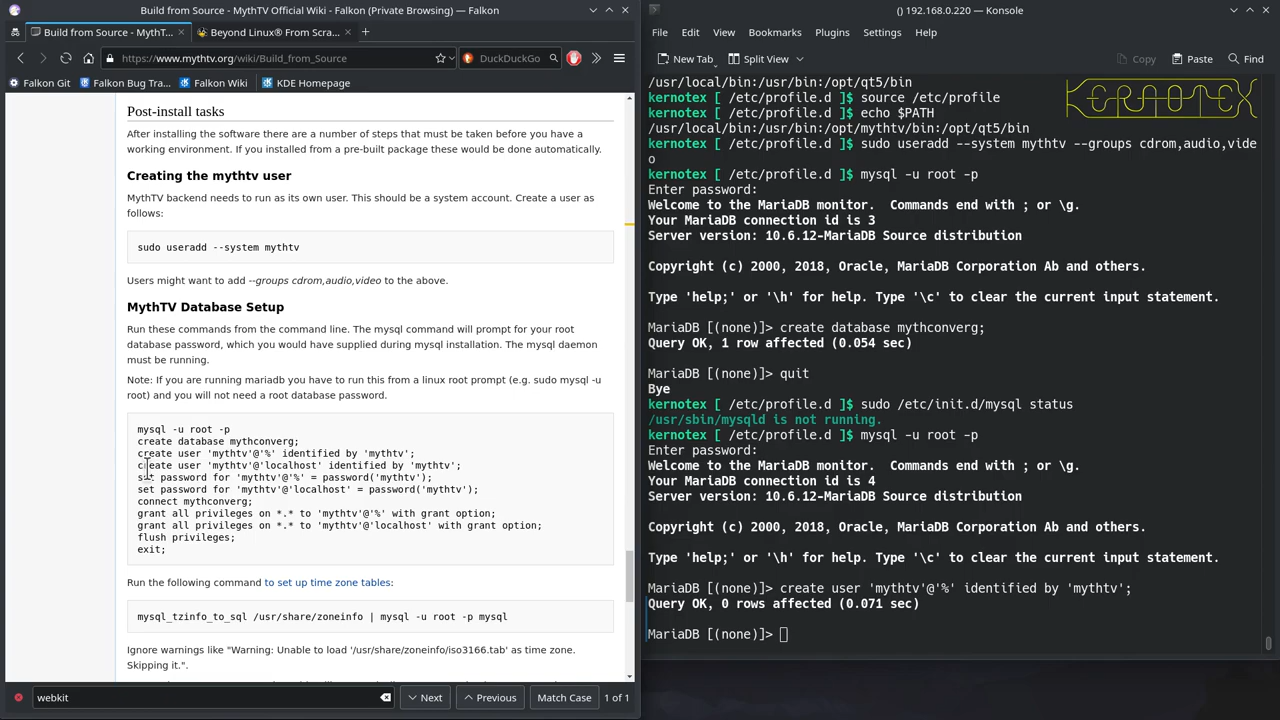 Build from Source - MythTV Official Wiki - Falkon (Private Browsing) — Falkon
Build from Source - MythT…
Beyond Linux® From Scra…
https://www.mythtv.org/wiki/Build_from_Source
DuckDuckGo
Falkon Git
Falkon Bug Tra…
Falkon Wiki
KDE Homepage
Post-install tasks
After installing the software there are a number of steps that must be taken before you have a
working environment. If you installed from a pre-built package these would be done automatically.
Creating the mythtv user
MythTV backend needs to run as its own user. This should be a system account. Create a user as
follows:
sudo useradd --system mythtv
Users might want to add --groups cdrom,audio,video to the above.
MythTV Database Setup
Run these commands from the command line. The mysql command will prompt for your root
database password, which you would have supplied during mysql installation. The mysql daemon
must be running.
Note: If you are running mariadb you have to run this from a linux root prompt (e.g. sudo mysql -u
root) and you will not need a root database password.
mysql -u root -p
create database mythconverg;
create user 'mythtv'@'%' identified by 'mythtv';
create user 'mythtv'@'localhost' identified by 'mythtv';
set password for 'mythtv'@'%' = password('mythtv');
set password for 'mythtv'@'localhost' = password('mythtv');
connect mythconverg;
grant all privileges on *.* to 'mythtv'@'%' with grant option;
grant all privileges on *.* to 'mythtv'@'localhost' with grant option;
flush privileges;
exit;
Run the following command to set up time zone tables:
mysql_tzinfo_to_sql /usr/share/zoneinfo | mysql -u root -p mysql
Ignore warnings like "Warning: Unable to load '/usr/share/zoneinfo/iso3166.tab' as time zone.
Skipping it.".
webkit
Next
Previous
Match Case
1 of 1
() 192.168.0.220 — Konsole
File Edit View Bookmarks Plugins Settings Help
New Tab
Split View
Copy
Paste
Find
KERNOTEX
/usr/local/bin:/usr/bin:/opt/qt5/bin
kernotex [ /etc/profile.d ]$ source /etc/profile
kernotex [ /etc/profile.d ]$ echo $PATH
/usr/local/bin:/usr/bin:/opt/mythtv/bin:/opt/qt5/bin
kernotex [ /etc/profile.d ]$ sudo useradd --system mythtv --groups cdrom,audio,vide
o
kernotex [ /etc/profile.d ]$ mysql -u root -p
Enter password:
Welcome to the MariaDB monitor.  Commands end with ; or \g.
Your MariaDB connection id is 3
Server version: 10.6.12-MariaDB Source distribution
Copyright (c) 2000, 2018, Oracle, MariaDB Corporation Ab and others.
Type 'help;' or '\h' for help. Type '\c' to clear the current input statement.
MariaDB [(none)]> create database mythconverg;
Query OK, 1 row affected (0.054 sec)
MariaDB [(none)]> quit
Bye
kernotex [ /etc/profile.d ]$ sudo /etc/init.d/mysql status
/usr/sbin/mysqld is not running.
kernotex [ /etc/profile.d ]$ mysql -u root -p
Enter password:
Welcome to the MariaDB monitor.  Commands end with ; or \g.
Your MariaDB connection id is 4
Server version: 10.6.12-MariaDB Source distribution
Copyright (c) 2000, 2018, Oracle, MariaDB Corporation Ab and others.
Type 'help;' or '\h' for help. Type '\c' to clear the current input statement.
MariaDB [(none)]> create user 'mythtv'@'%' identified by 'mythtv';
Query OK, 0 rows affected (0.071 sec)
MariaDB [(none)]>